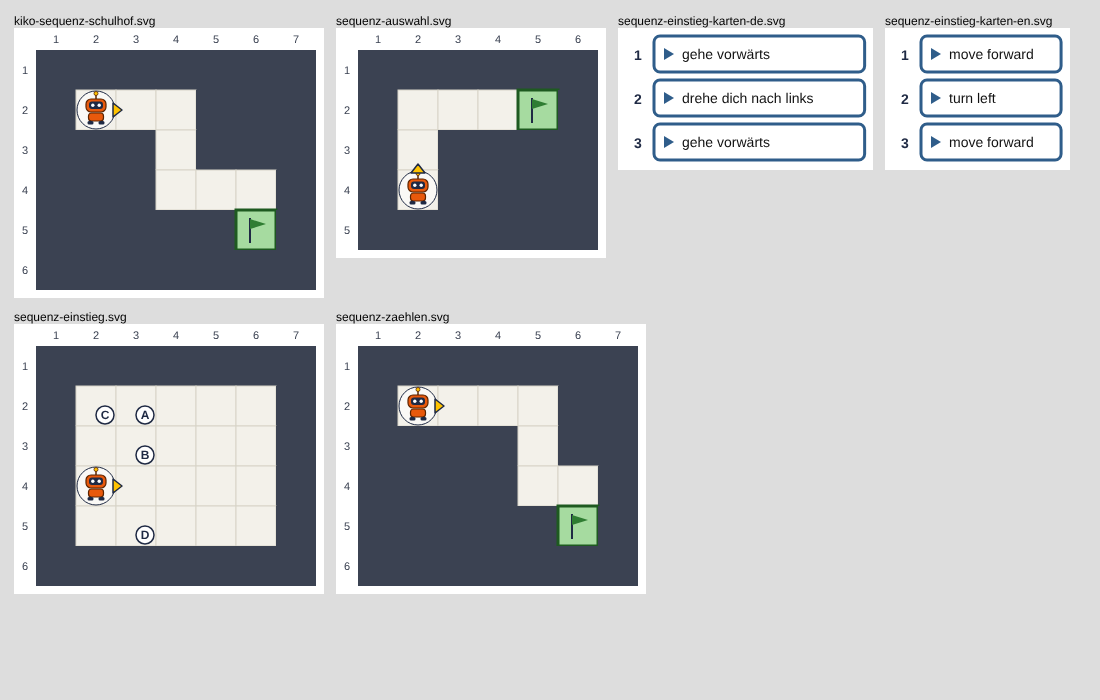 kiko-sequenz-schulhof.svg
1 2 3 4 5 6 7
1
2
3
4
5
6
sequenz-auswahl.svg
1 2 3 4 5 6
1
2
3
4
5
sequenz-einstieg-karten-de.svg
1 gehe vorwärts
2 drehe dich nach links
3 gehe vorwärts
sequenz-einstieg-karten-en.svg
1 move forward
2 turn left
3 move forward
sequenz-einstieg.svg
1 2 3 4 5 6 7
1
2 C A
3 B
4
5 D
6
sequenz-zaehlen.svg
1 2 3 4 5 6 7
1
2
3
4
5
6